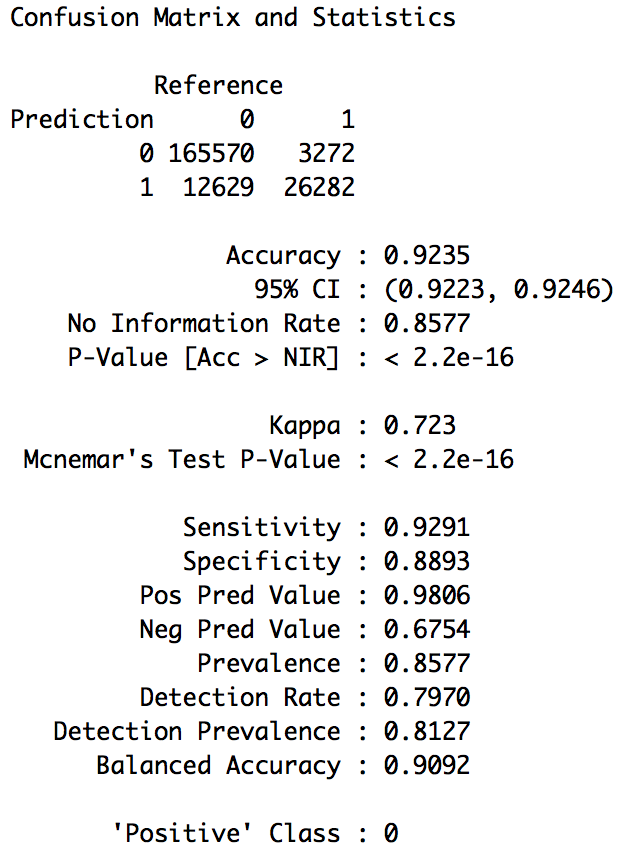 Confusion Matrix and Statistics
Reference
Prediction 0 1
0 165570 3272
1 12629 26282
Accuracy : 0.9235
95% CI : (0.9223, 0.9246)
No Information Rate : 0.8577
P-Value [Acc > NIR] : < 2.2e-16
Kappa : 0.723
Mcnemar's Test P-Value : < 2.2e-16
Sensitivity : 0.9291
Specificity : 0.8893
Pos Pred Value : 0.9806
Neg Pred Value : 0.6754
Prevalence : 0.8577
Detection Rate : 0.7970
Detection Prevalence : 0.8127
Balanced Accuracy : 0.9092
'Positive' Class : 0